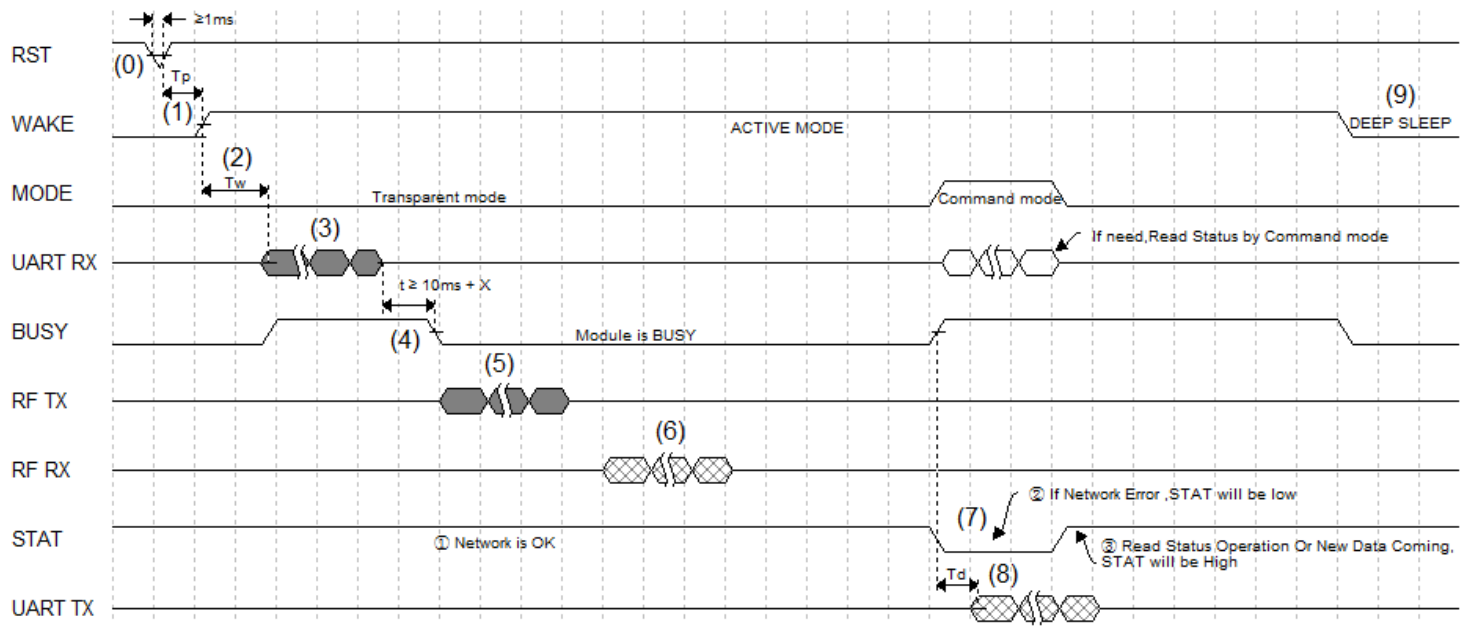 ≥1ms
RST
(0)
Tp
(1)
WAKE
ACTIVE MODE
(9)
DEEP SLEEP
(2)
Tw
MODE
Transparent mode
Command mode
(3)
UART RX
If need,Read Status by Command mode
t ≥ 10ms + X
BUSY
(4)
Module is BUSY
(5)
RF TX
(6)
RF RX
② If Network Error ,STAT will be low
(7)
STAT
① Network is OK
③ Read Status Operation Or New Data Coming,
STAT will be High
Td
(8)
UART TX